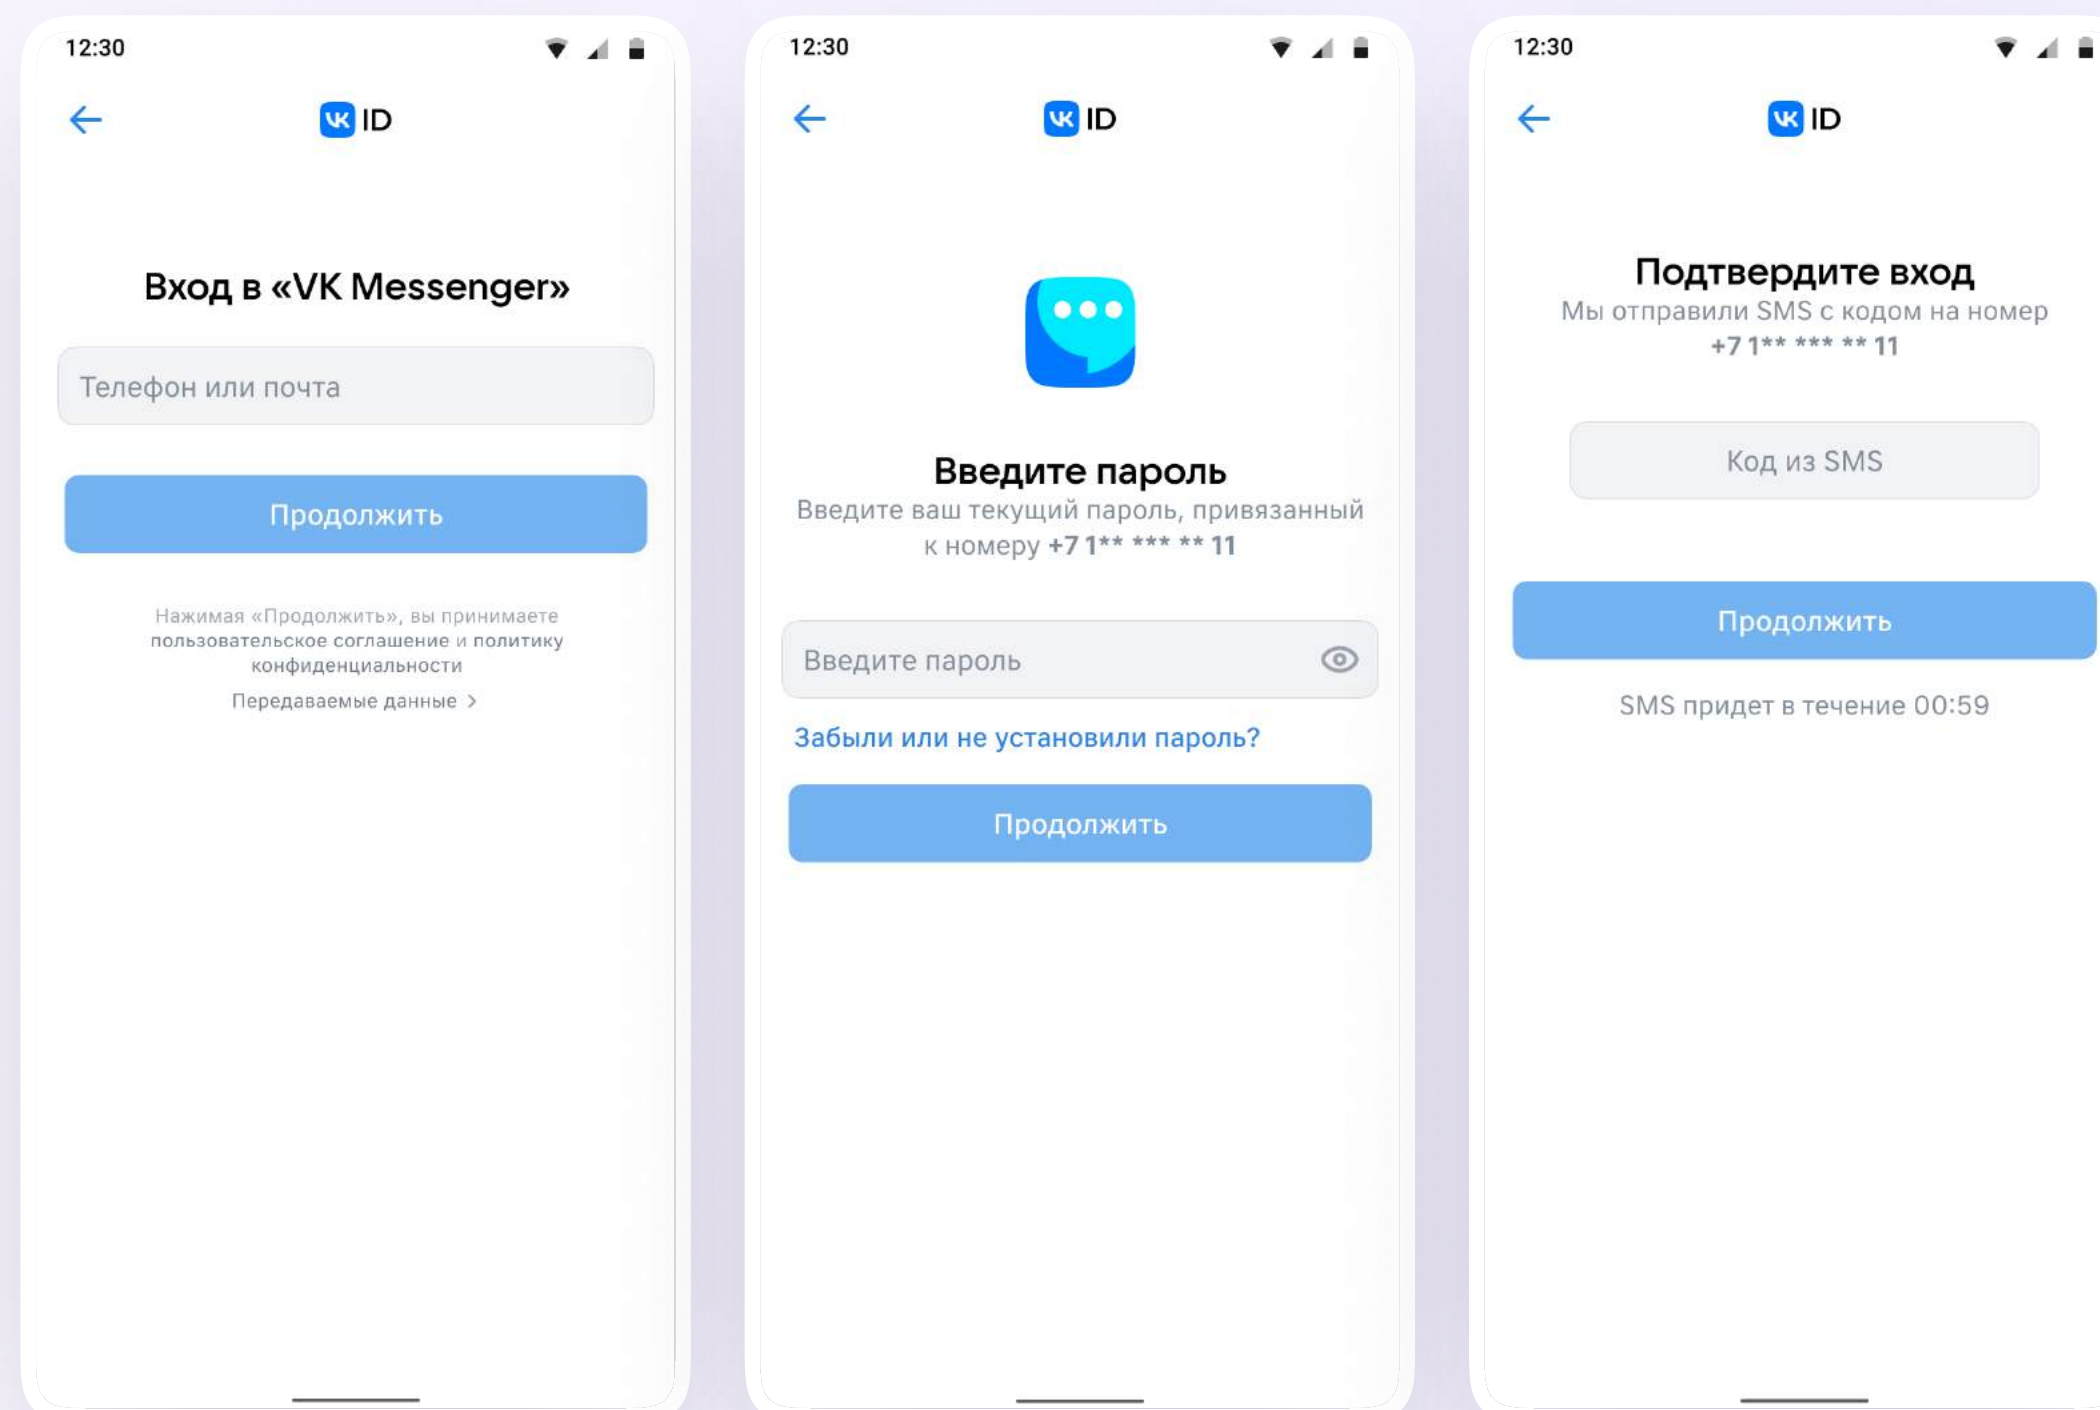 12:30
VK ID
Вход в «VK Messenger»
Телефон или почта
Продолжить
Нажимая «Продолжить», вы принимаете
пользовательское соглашение и политику
конфиденциальности
Передаваемые данные >
12:30
VK ID
Введите пароль
Введите ваш текущий пароль, привязанный
к номеру +7 1** *** ** 11
Введите пароль
Забыли или не установили пароль?
Продолжить
12:30
VK ID
Подтвердите вход
Мы отправили SMS с кодом на номер
+7 1** *** ** 11
Код из SMS
Продолжить
SMS придет в течение 00:59